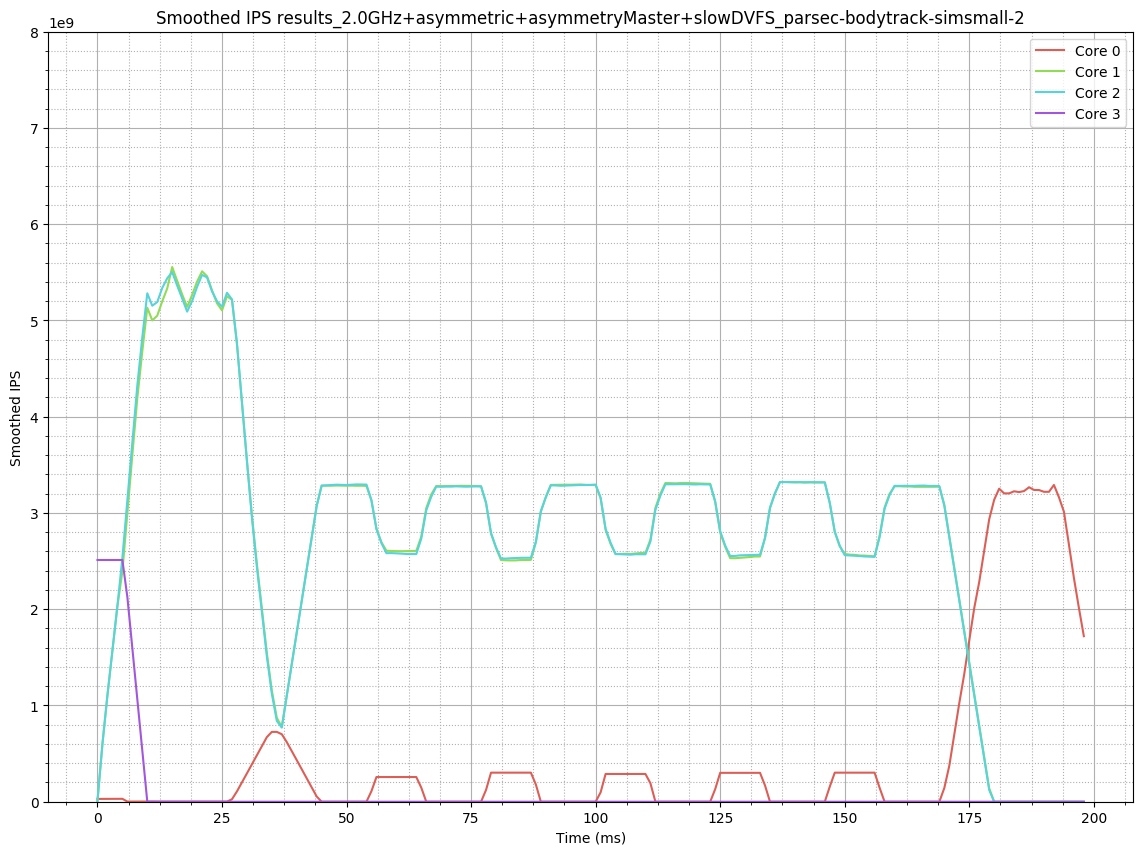 Smoothed IPS results_2.0GHz+asymmetric+asymmetryMaster+slowDVFS_parsec-bodytrack-simsmall-2
1e9
Core 0
Core 1
Core 2
Core 3
8
7
6
5
4
3
2
1
0
Smoothed IPS
0 25 50 75 100 125 150 175 200
Time (ms)